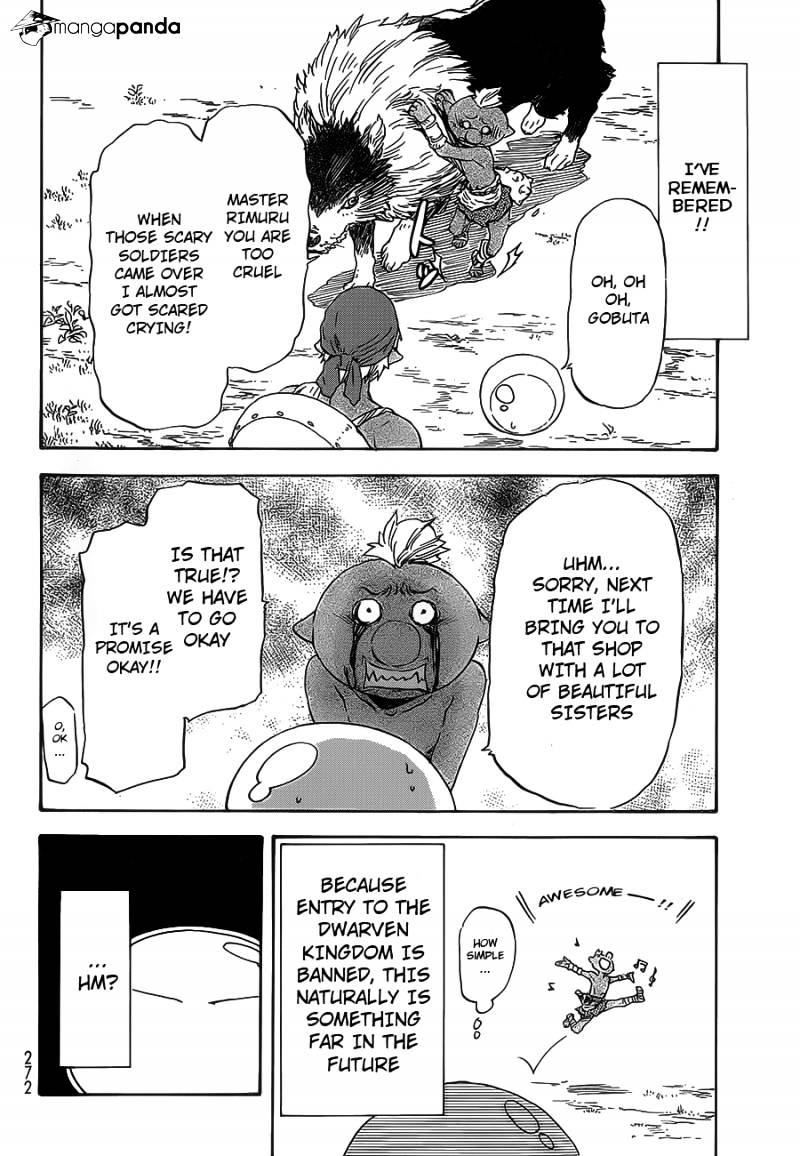 mangapanda
I'VE
REMEM-
BERED
!!
OH, OH
OH,
GOBUTA
MASTER
RIMURU
YOU ARE
TOO
CRUEL
WHEN
THOSE SCARY
SOLDIERS
CAME OVER
I ALMOST
GOT SCARED
CRYING!
UHM...
SORRY, NEXT
TIME I'LL
BRING YOU TO
THAT SHOP
WITH A LOT
OF BEAUTIFUL
SISTERS
IS THAT
TRUE!?
WE HAVE
TO GO
OKAY
IT'S A
PROMISE
OKAY!!
O,
OK
...
AWESOME—!!
HOW
SIMPLE
...
BECAUSE
ENTRY TO THE
DWARVEN
KINGDOM IS
BANNED, THIS
NATURALLY IS
SOMETHING
FAR IN THE
FUTURE
...
HM?
272